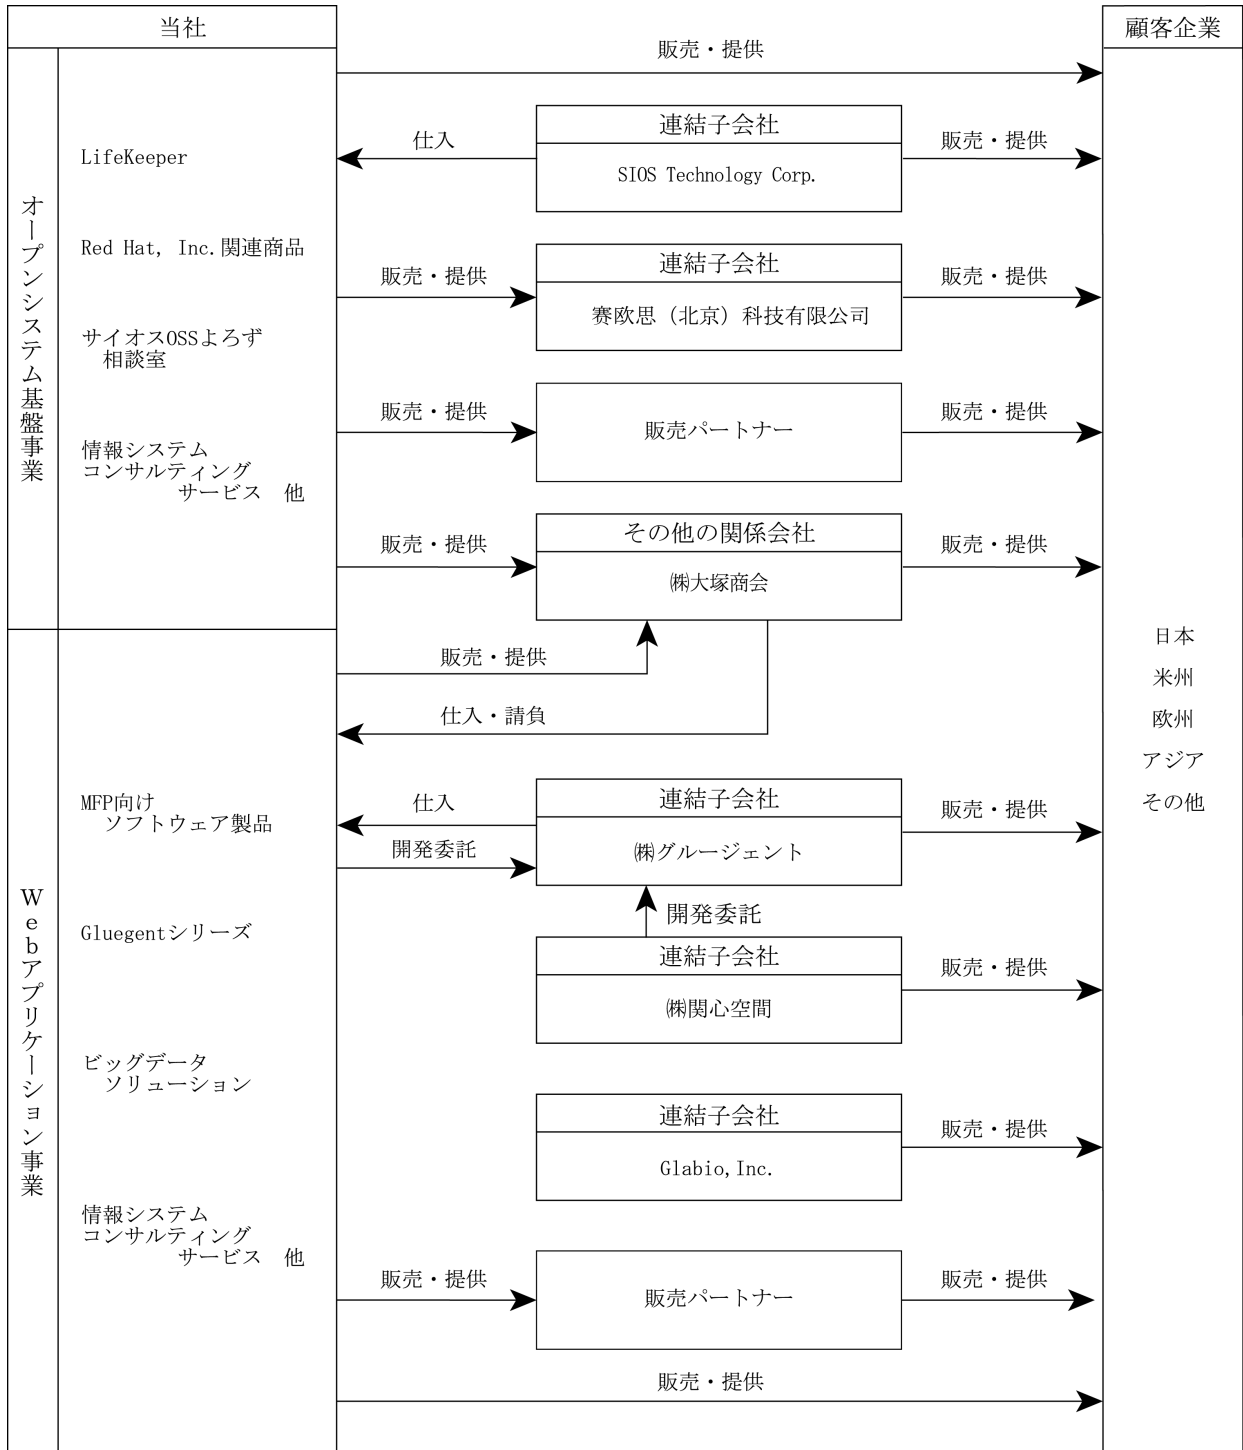 当社
顧客企業
オープンシステム基盤事業
販売・提供
LifeKeeper
仕入
連結子会社
SIOS Technology Corp.
販売・提供
Red Hat, Inc.関連商品
販売・提供
連結子会社
赛欧思（北京）科技有限公司
販売・提供
サイオスOSSよろず
相談室
販売・提供
販売パートナー
販売・提供
情報システム
コンサルティング
サービス　他
販売・提供
その他の関係会社
㈱大塚商会
販売・提供
販売・提供
仕入・請負
日本
米州
欧州
アジア
その他
Webアプリケーション事業
MFP向け
ソフトウェア製品
仕入
開発委託
連結子会社
㈱グルージェント
販売・提供
開発委託
Gluegentシリーズ
連結子会社
㈱関心空間
販売・提供
ビッグデータ
ソリューション
連結子会社
Glabio,Inc.
販売・提供
情報システム
コンサルティング
サービス　他
販売・提供
販売パートナー
販売・提供
販売・提供